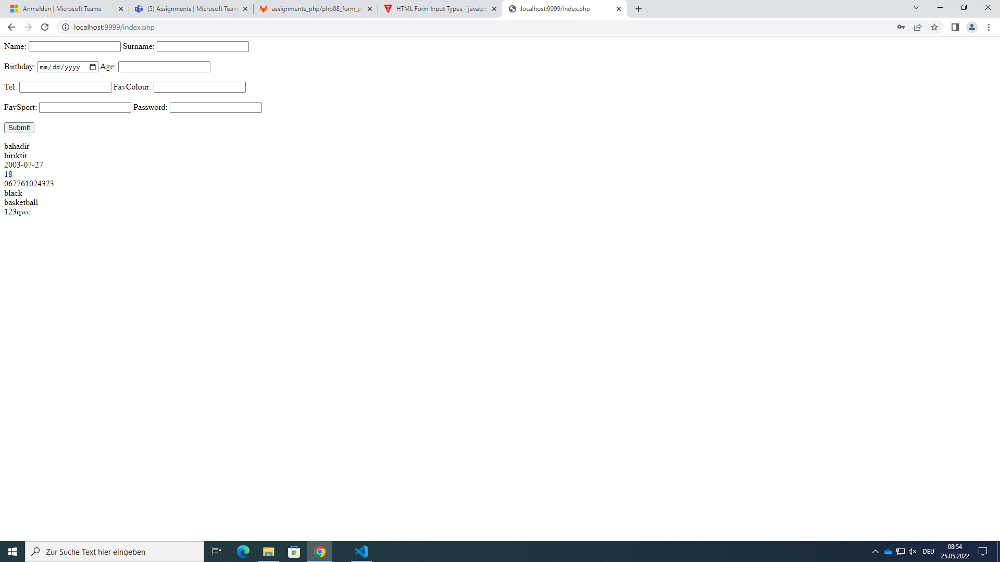 Anmelden | Microsoft Teams
(5) Assignments | Microsoft Team
assignments_php/php08_form_p
HTML Form Input Types - javatpo
localhost:9999/index.php
localhost:9999/index.php
Name: Surname:
Birthday: mm/dd/yyyy Age:
Tel: FavColour:
FavSport: Password:
Submit
bahadir
biriktir
2003-07-27
18
067761024323
black
basketball
123qwe
Zur Suche Text hier eingeben
DEU
08:54
25.05.2022